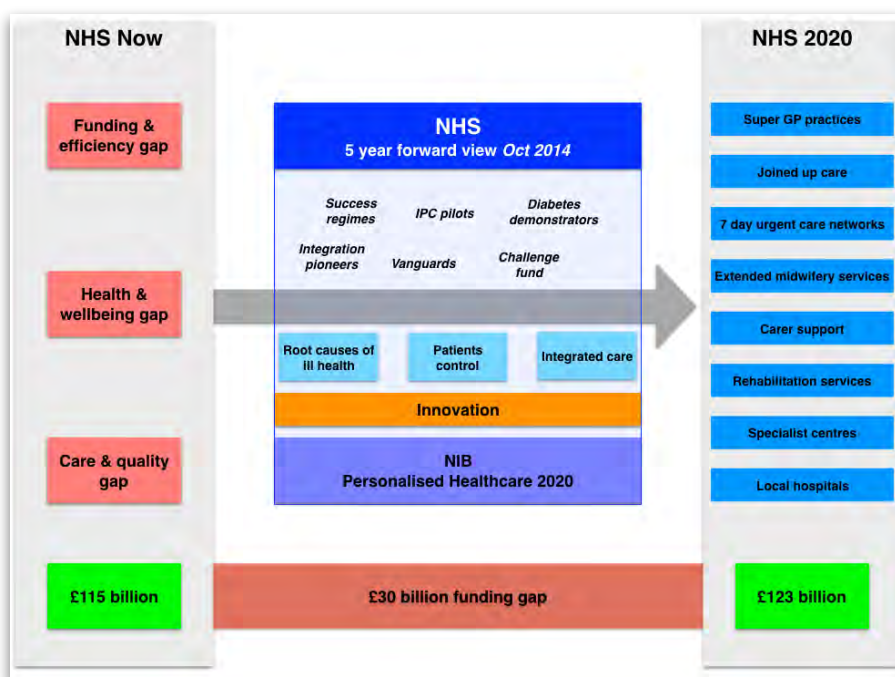 NHS Now
Funding &
efficiency gap
Health &
wellbeing gap
Care & quality
gap
£115 billion
NHS
5 year forward view Oct 2014
Success
regimes
IPC pilots
Diabetes
demonstrators
Integration
pioneers
Vanguards
Challenge
fund
Root causes of
ill health
Patients
control
Integrated care
Innovation
NIB
Personalised Healthcare 2020
£30 billion funding gap
NHS 2020
Super GP practices
Joined up care
7 day urgent care networks
Extended midwifery services
Carer support
Rehabilitation services
Specialist centres
Local hospitals
£123 billion